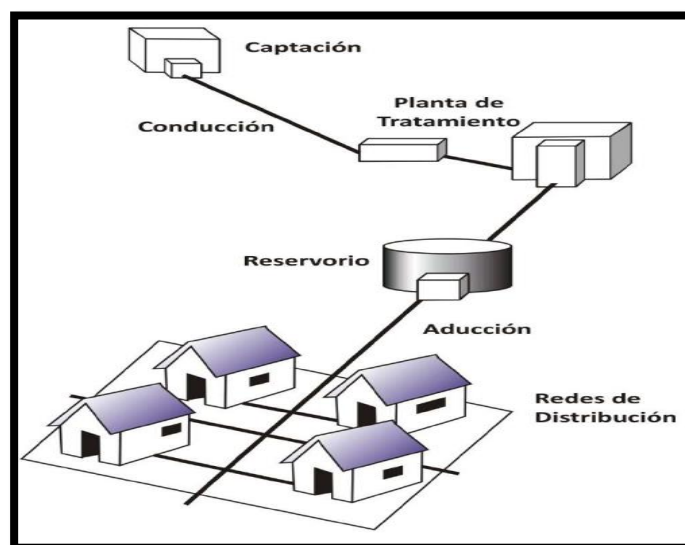 Captación
Conducción
Planta de
Tratamiento
Reservorio
Aducción
Redes de
Distribución